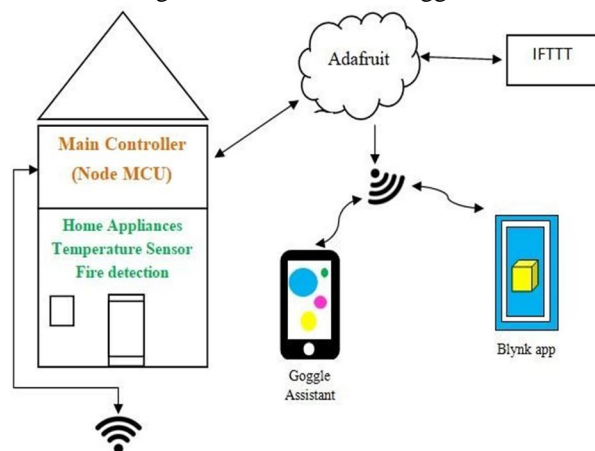 Adafruit
IFTTT
Main Controller
(Node MCU)
Home Appliances
Temperature Sensor
Fire detection
Goggle
Assistant
Blynk app